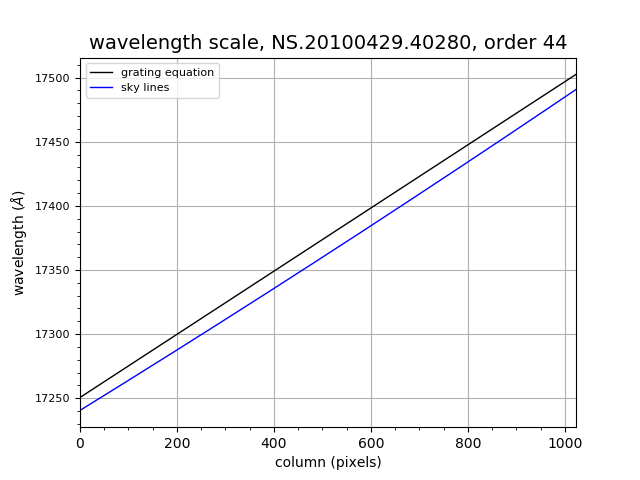 wavelength scale, NS.20100429.40280, order 44
grating equation
sky lines
17500
17450
17400
17350
17300
17250
wavelength (Å)
0 200 400 600 800 1000
column (pixels)